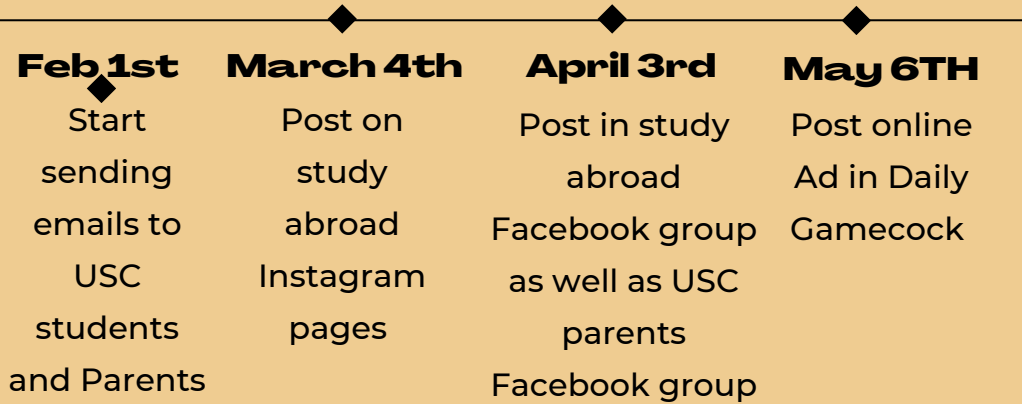 Feb 1st
Start
sending
emails to
USC
students
and Parents
March 4th
Post on
study
abroad
Instagram
pages
April 3rd
Post in study
abroad
Facebook group
as well as USC
parents
Facebook group
May 6TH
Post online
Ad in Daily
Gamecock